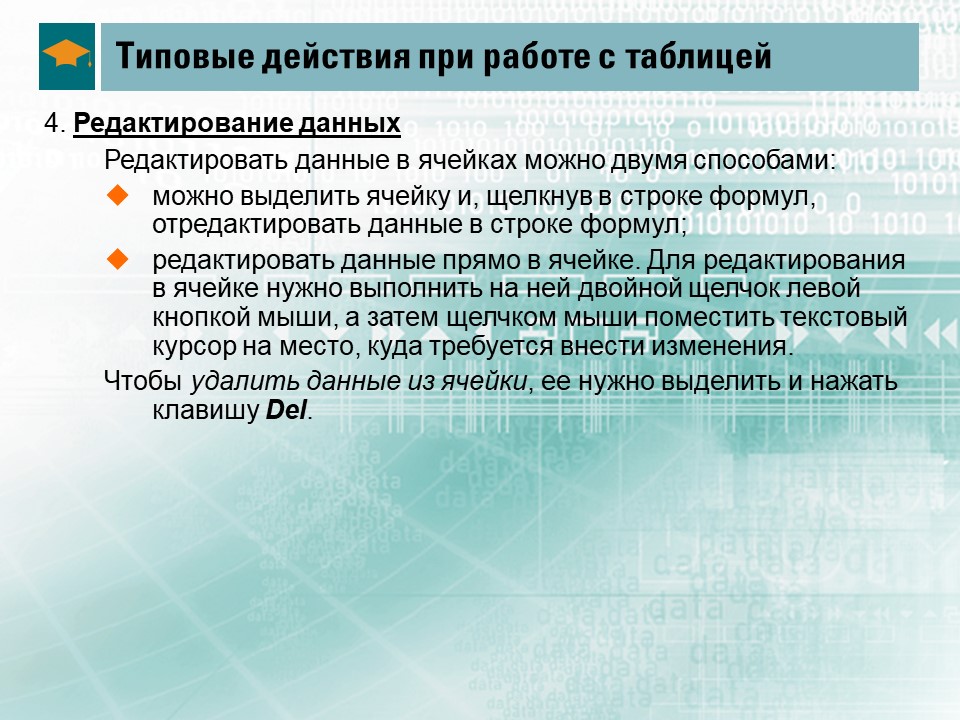 Типовые действия при работе с таблицей
4. Редактирование данных
Редактировать данные в ячейках можно двумя способами:
можно выделить ячейку и, щелкнув в строке формул,
отредактировать данные в строке формул;
редактировать данные прямо в ячейке. Для редактирования
в ячейке нужно выполнить на ней двойной щелчок левой
кнопкой мыши, а затем щелчком мыши поместить текстовый
курсор на место, куда требуется внести изменения.
Чтобы удалить данные из ячейки, ее нужно выделить и нажать
клавишу Del.